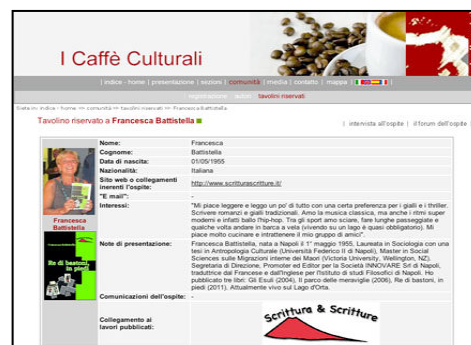 I Caffè Culturali
| indice - home | presentazione | sezioni | comunità | media | contatto | mappa |
| registrazione | autori | tavolini riservati
Siete in: indice - home >> comunità >> tavolini riservati >> Francesca Battistella
Tavolino riservato a Francesca Battistella
| intervista all'ospite | il forum dell'ospite
Nome: Francesca
Cognome: Battistella
Data di nascita: 01/05/1955
Nazionalità: Italiana
Sito web o collegamenti inerenti l'ospite: http://www.scritturascritture.it/
"E mail": -
Interessi: "Mi piace leggere e leggo un po' di tutto con una certa preferenza per i gialli e i thriller.
Scrivere romanzi e gialli tradizionali. Amo la musica classica, ma anche i ritmi super
moderni e infatti ballo l'hip-hop. Tra gli sport amo sciare, fare lunghe passeggiate e
qualche volta andare in barca a vela (vivendo su un lago è quasi obbligatorio). Mi
piace molto cucinare e intrattenere il mio gruppo di amici".
Francesca
Battistella
Re di bastoni,
in piedi
Note di presentazione: Francesca Battistella, nata a Napoli il 1° maggio 1955, Laureata in Sociologia con una
tesi in Antropologia Culturale (Università Federico II di Napoli), Master in Social
Sciences sulle Migrazioni interne dei Maori (Victoria University, Wellington, NZ).
Segretaria di Direzione, Promoter ed Editor per la Società INNOVARE Srl di Napoli,
traduttrice dal Francese e dall'Inglese per l'Istituto di studi Filosofici di Napoli. Ho
pubblicato tre libri: Gli Esuli (2004), Il parco delle meraviglie (2006), Re di bastoni, in
piedi (2011). Attualmente vivo sul Lago d'Orta.
Comunicazioni dell'ospite: -
Collegamento ai
lavori pubblicati:
Scrittura & Scritture